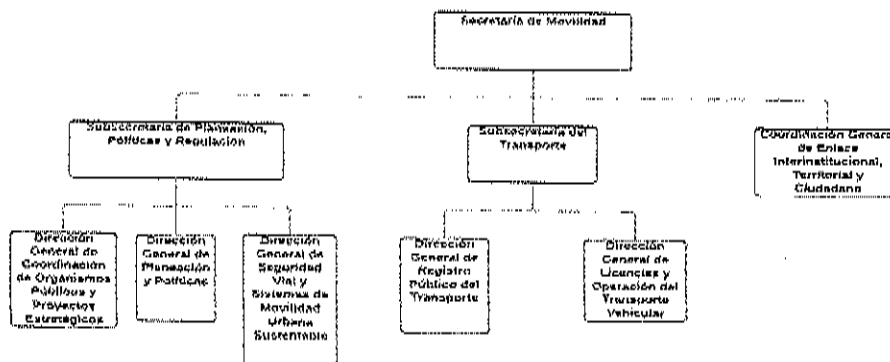 Secretaría de Movilidad
Subsecretaría de Planeación,
Políticas y Regulación
Subsecretaría del
Transporte
Coordinación General
de Enlace
Interinstitucional,
Territorial y
Ciudadana
Dirección
General de
Coordinación
de Organismos
Públicos y
Proyectos
Estratégicos
Dirección
General de
Planeación
y Políticas
Dirección
General de
Seguridad
Vial y
Sistemas de
Movilidad
Urbana
Sustentable
Dirección
General de
Registro
Público del
Transporte
Dirección
General de
Licencias y
Operación del
Transporte
Vehicular